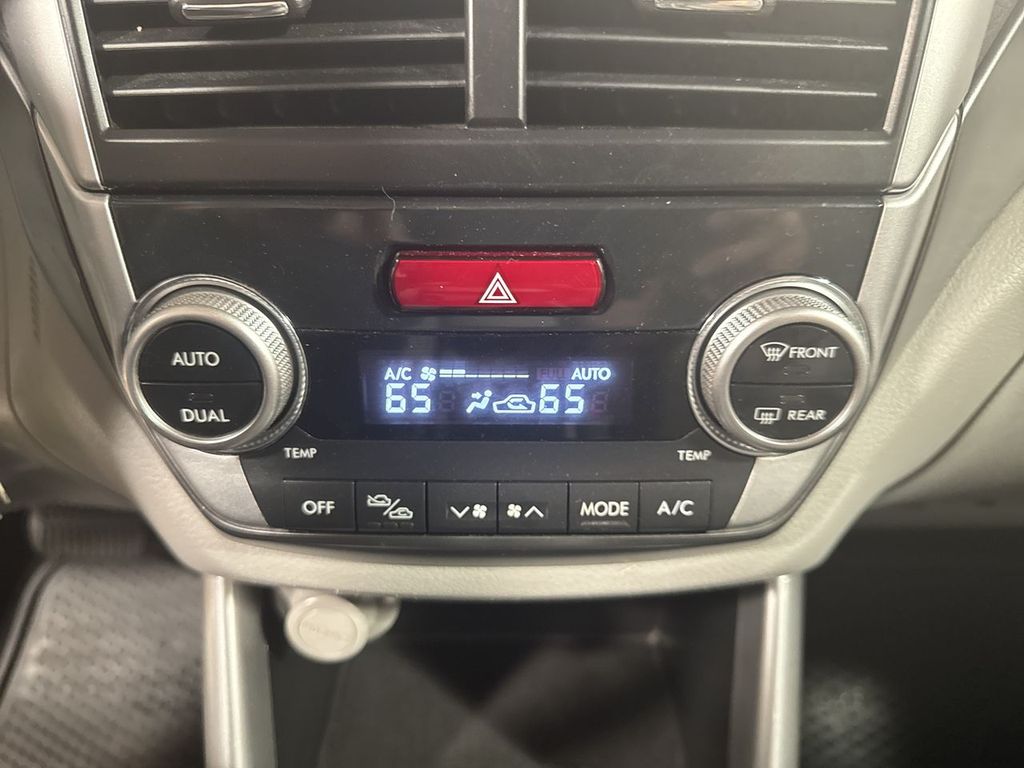 AUTO
DUAL
TEMP
A/C AUTO
65 65
FRONT
REAR
TEMP
OFF
MODE
A/C